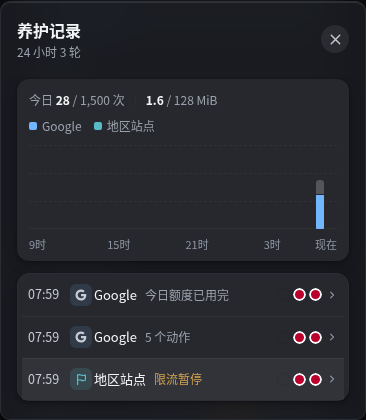 养护记录
24 小时 3 轮
今日 28 / 1,500 次 1.6 / 128 MiB
Google 地区站点
9时 15时 21时 3时 现在
07:59 G Google 今日额度已用完
07:59 G Google 5 个动作
07:59 地区站点 限流暂停